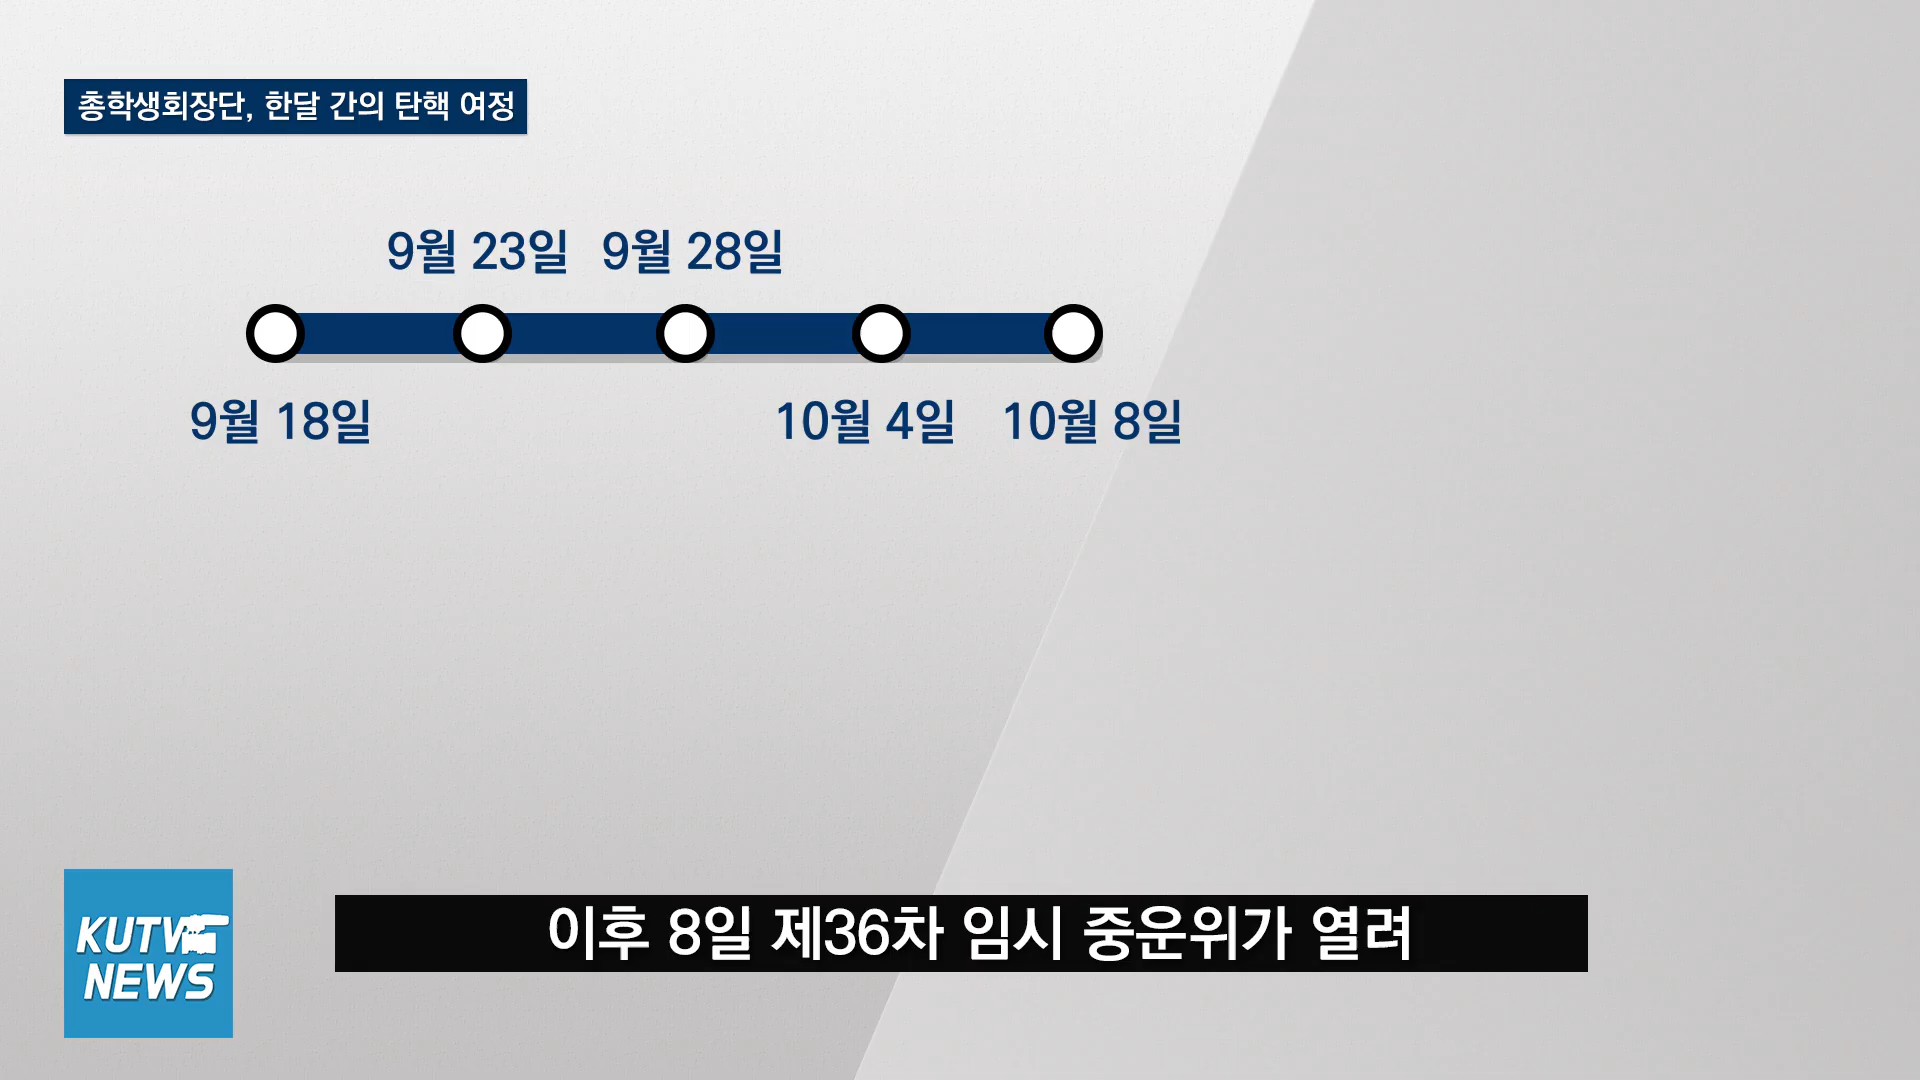 총학생회장단, 한달 간의 탄핵 여정
9월 23일 9월 28일
9월 18일 10월 4일 10월 8일
KUTV
NEWS
이후 8일 제36차 임시 중운위가 열려